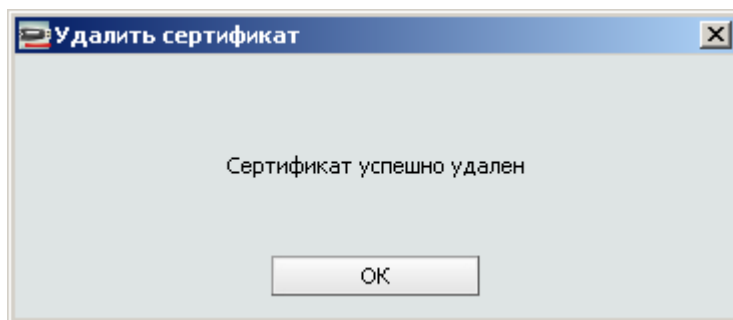 Удалить сертификат
Сертификат успешно удален
OK